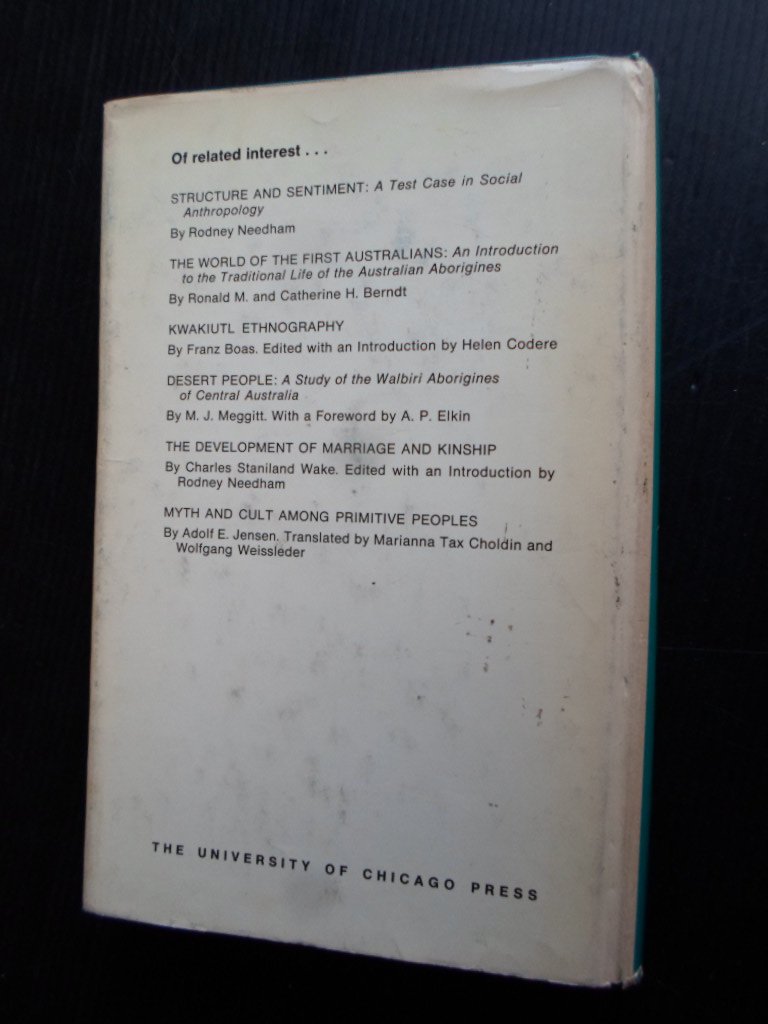 Of related interest . . .
STRUCTURE AND SENTIMENT: A Test Case in Social
Anthropology
By Rodney Needham
THE WORLD OF THE FIRST AUSTRALIANS: An Introduction
to the Traditional Life of the Australian Aborigines
By Ronald M. and Catherine H. Berndt
KWAKIUTL ETHNOGRAPHY
By Franz Boas. Edited with an Introduction by Helen Codere
DESERT PEOPLE: A Study of the Walbiri Aborigines
of Central Australia
By M. J. Meggitt. With a Foreword by A. P. Elkin
THE DEVELOPMENT OF MARRIAGE AND KINSHIP
By Charles Staniland Wake. Edited with an Introduction by
Rodney Needham
MYTH AND CULT AMONG PRIMITIVE PEOPLES
By Adolf E. Jensen. Translated by Marianna Tax Choldin and
Wolfgang Weissleder
THE UNIVERSITY OF CHICAGO PRESS